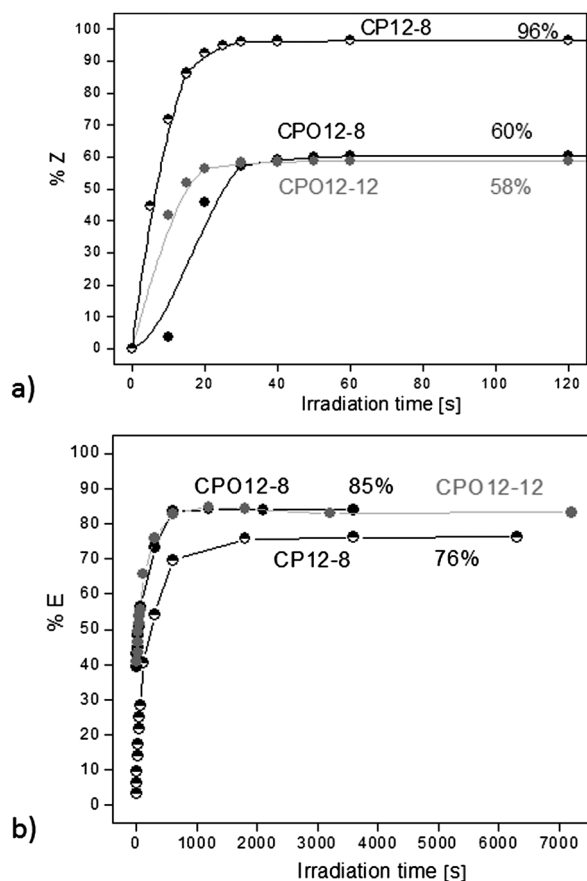 100
90
80
70
60
50
40
30
20
10
0
% Z
CP12-8 96%
CPO12-8 60%
CPO12-12 58%
0 20 40 60 80 100 120
Irradiation time [s]
a)
100
90
80
70
60
50
40
30
20
10
0
% E
CPO12-8 85% CPO12-12
CP12-8 76%
0 1000 2000 3000 4000 5000 6000 7000
Irradiation time [s]
b)